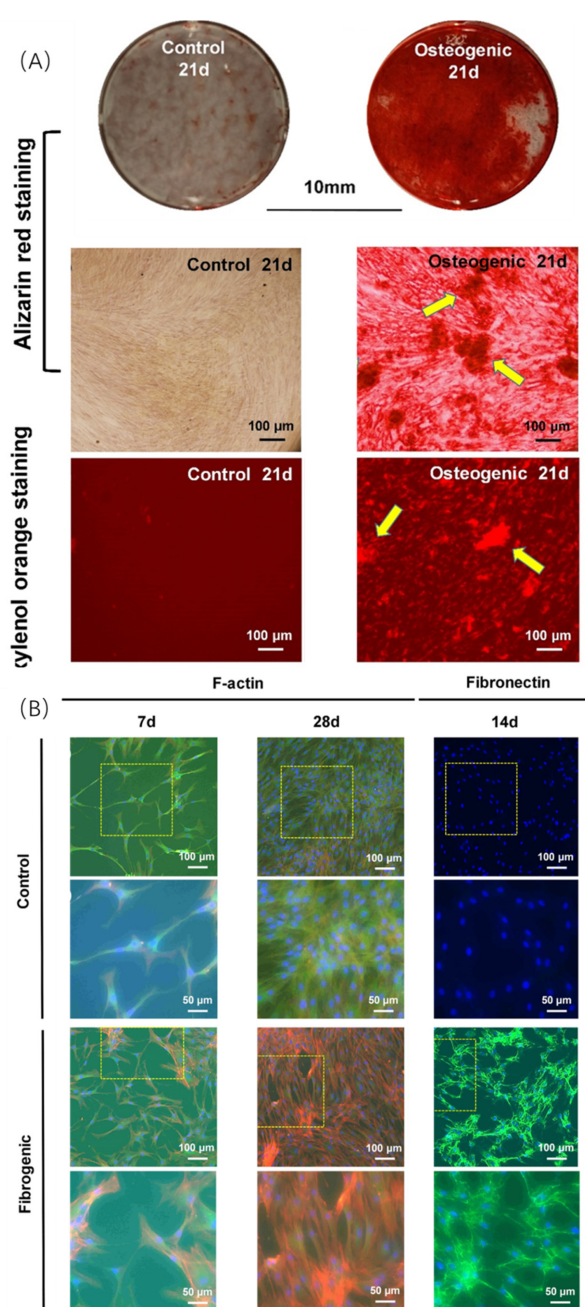 (A)
Control
21d
Osteogenic
21d
10mm
Alizarin red staining
Control 21d
100 µm
Osteogenic 21d
100 µm
xylenol orange staining
Control 21d
100 µm
Osteogenic 21d
100 µm
(B)
F-actin
Fibronectin
7d
28d
14d
Control
100 µm
100 µm
100 µm
50 µm
50 µm
50 µm
Fibrogenic
100 µm
100 µm
100 µm
50 µm
50 µm
50 µm